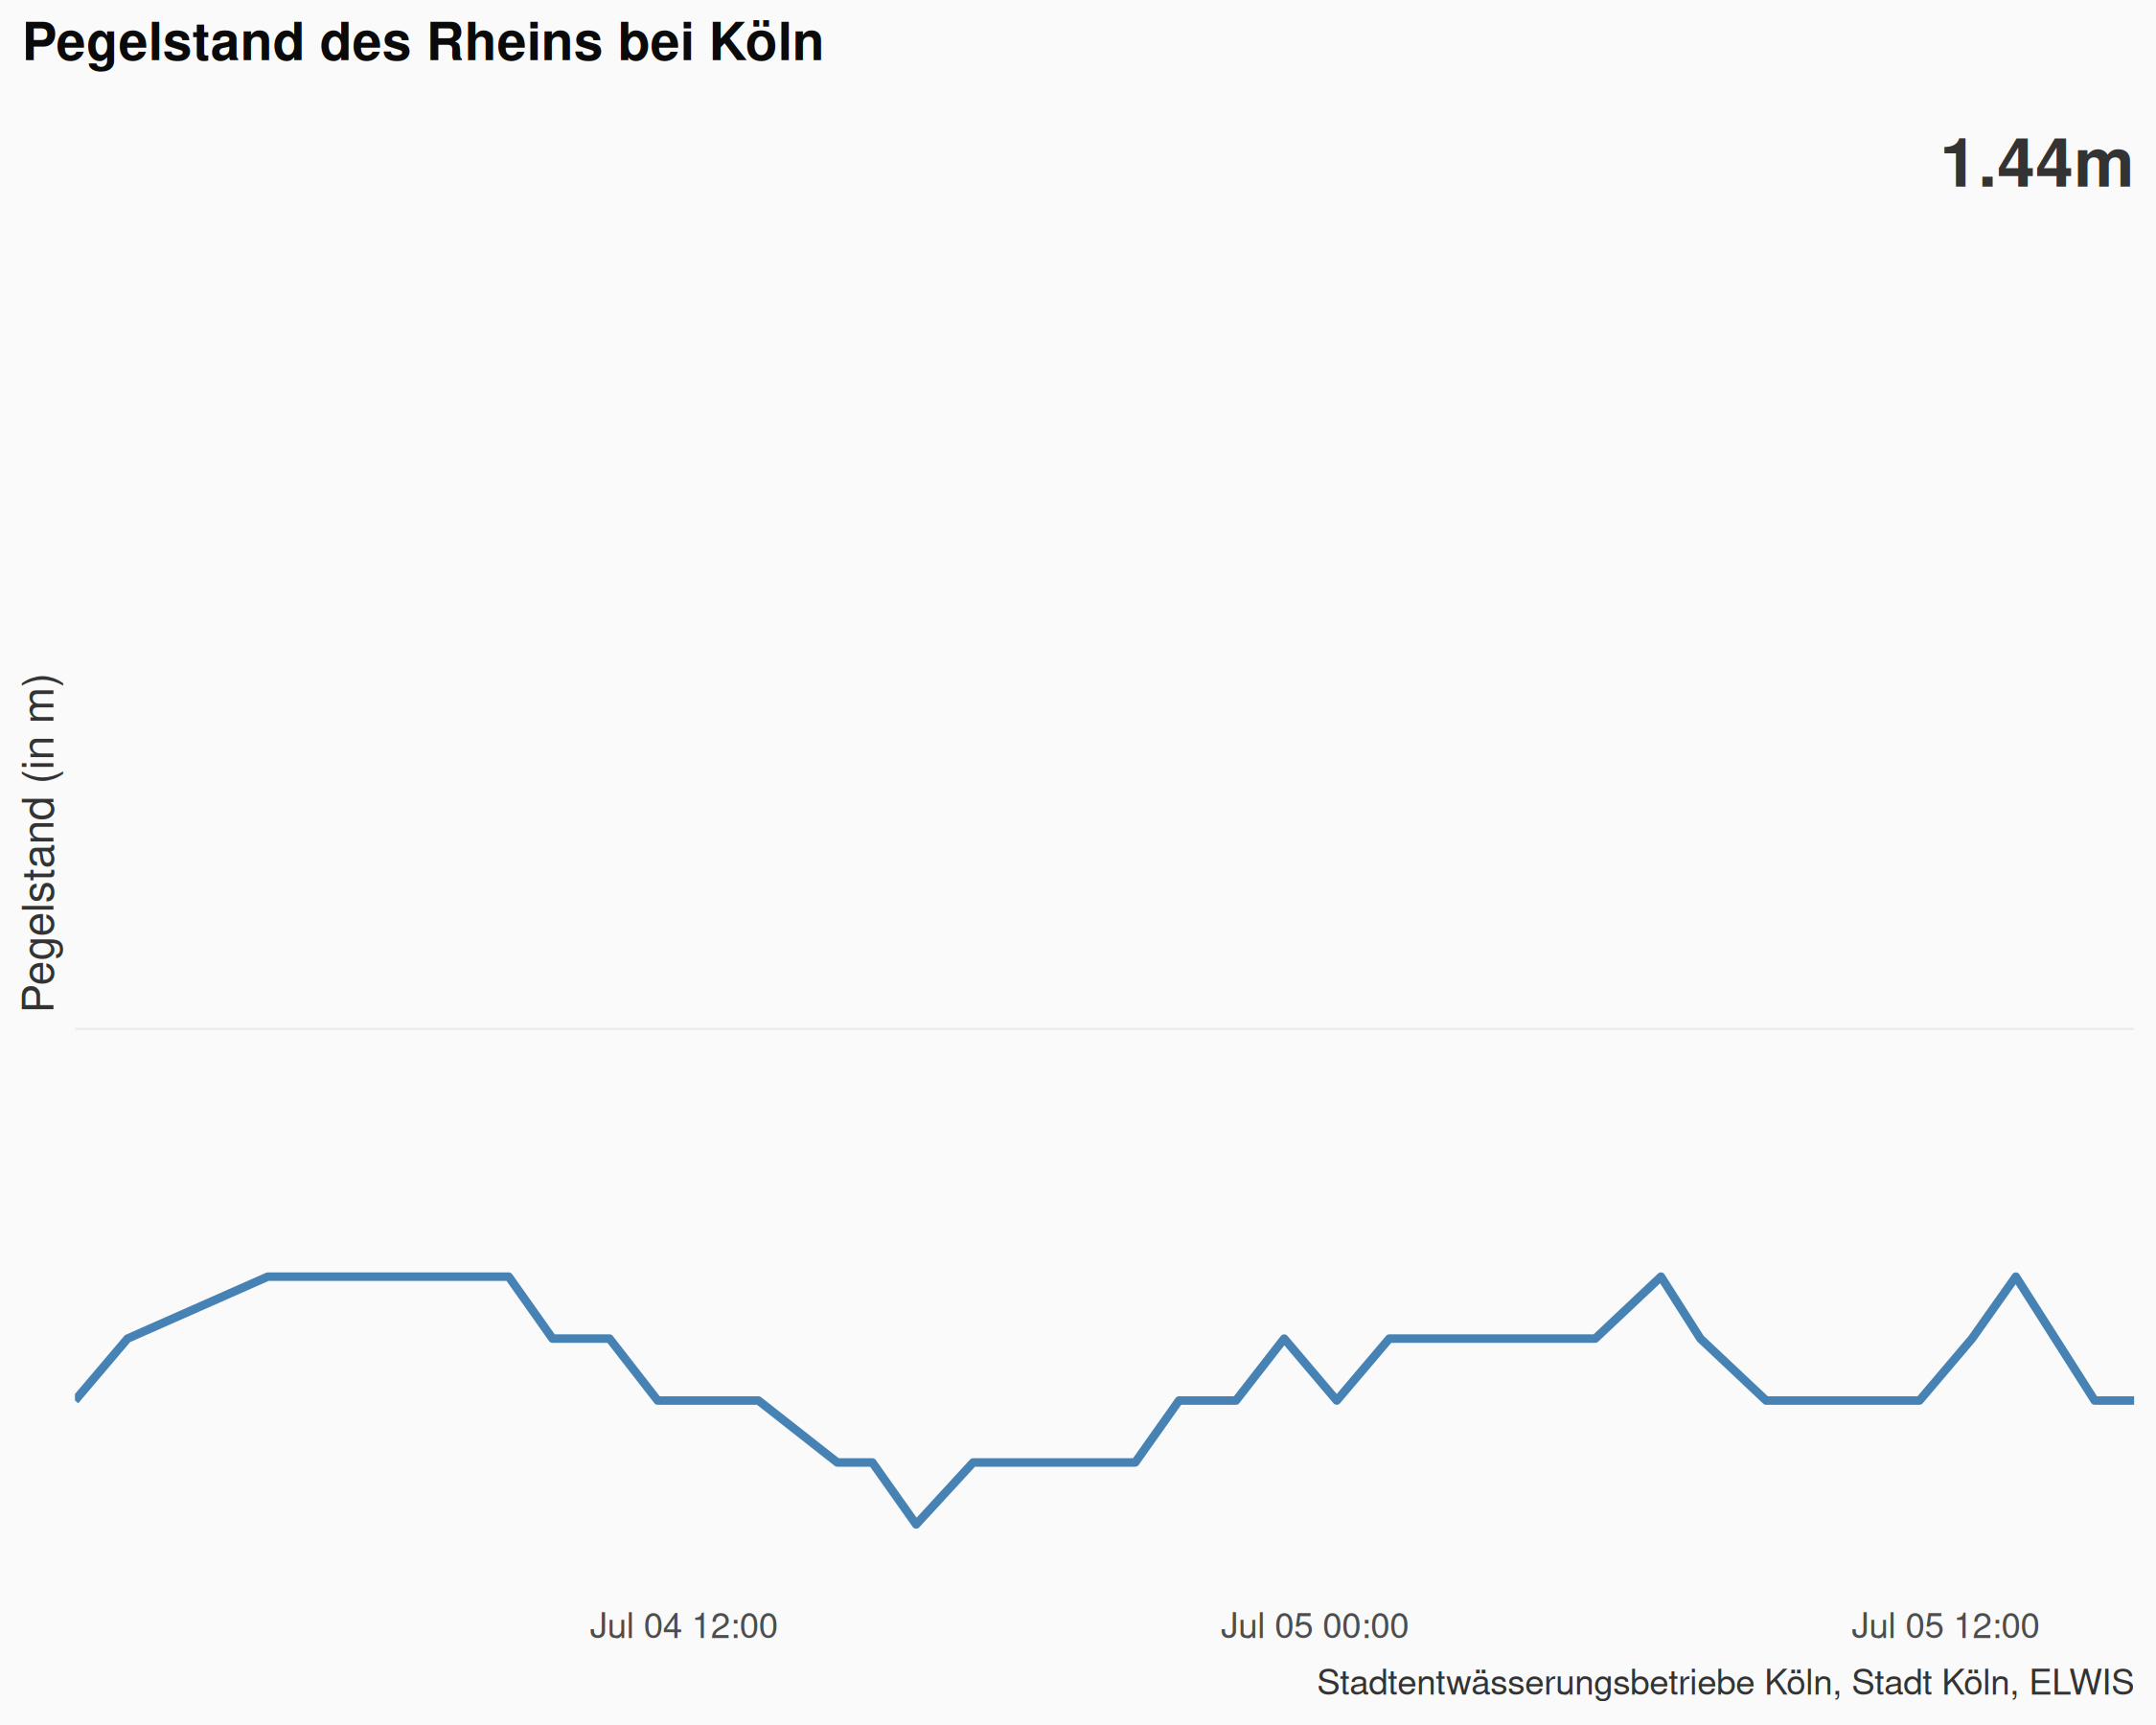 Pegelstand des Rheins bei Köln
1.44m
Pegelstand (in m)
Jul 04 12:00
Jul 05 00:00
Jul 05 12:00
Stadtentwässerungsbetriebe Köln, Stadt Köln, ELWIS